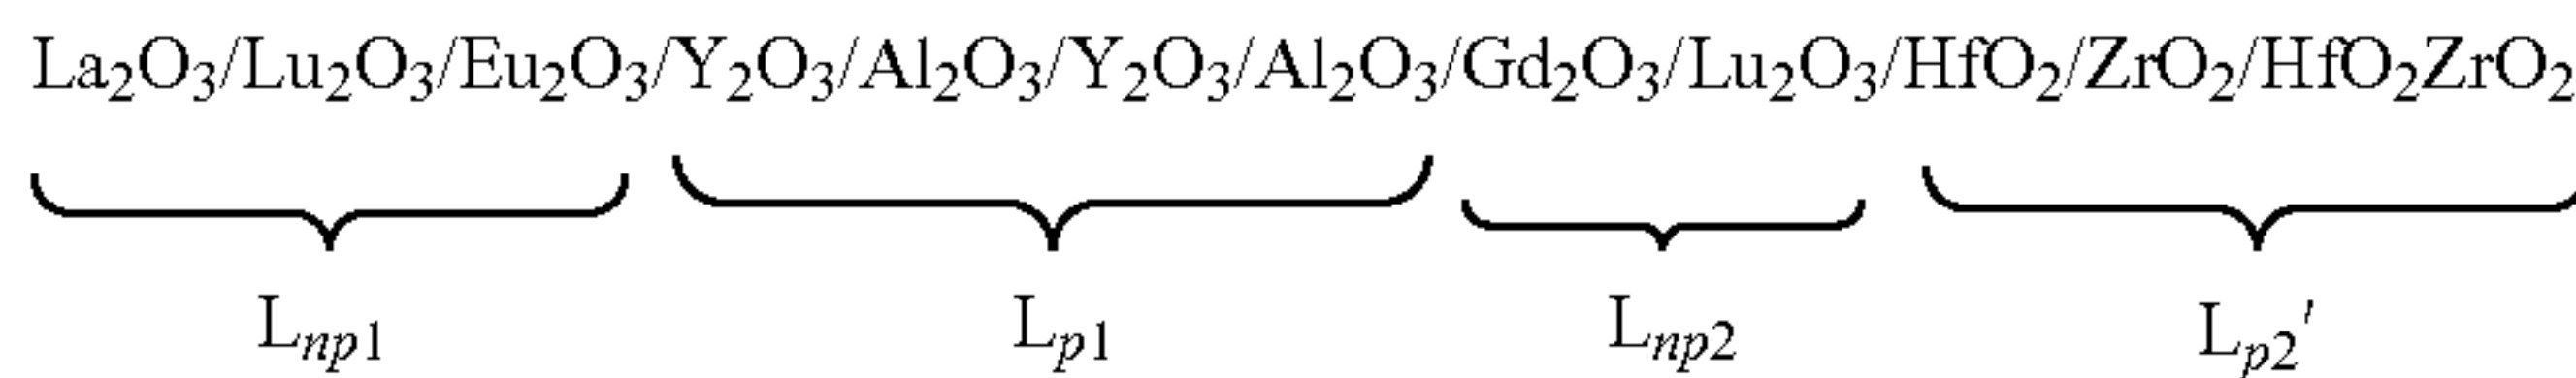 La₂O₃/Lu₂O₃/Eu₂O₃/Y₂O₃/Al₂O₃/Y₂O₃/Al₂O₃/Gd₂O₃/Lu₂O₃/HfO₂/ZrO₂/HfO₂ZrO₂
Lₙₚ₁ Lₚ₁ Lₙₚ₂ Lₚ₂′